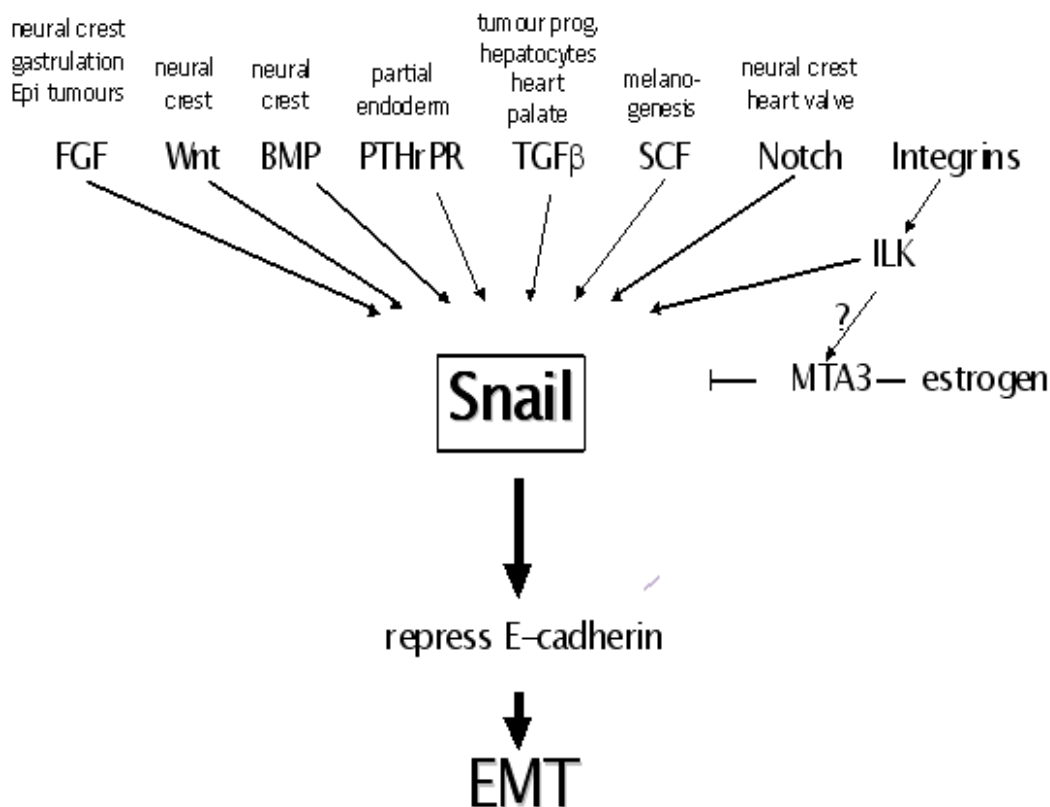 neural crest
gastrulation
Epi tumours
neural
crest
neural
crest
partial
endoderm
tumour prog,
hepatocytes
heart
palate
melano-
genesis
neural crest
heart valve
FGF Wnt BMP PTHrPR TGFβ SCF Notch Integrins
ILK
?
MTA3 estrogen
Snail
repress E-cadherin
EMT